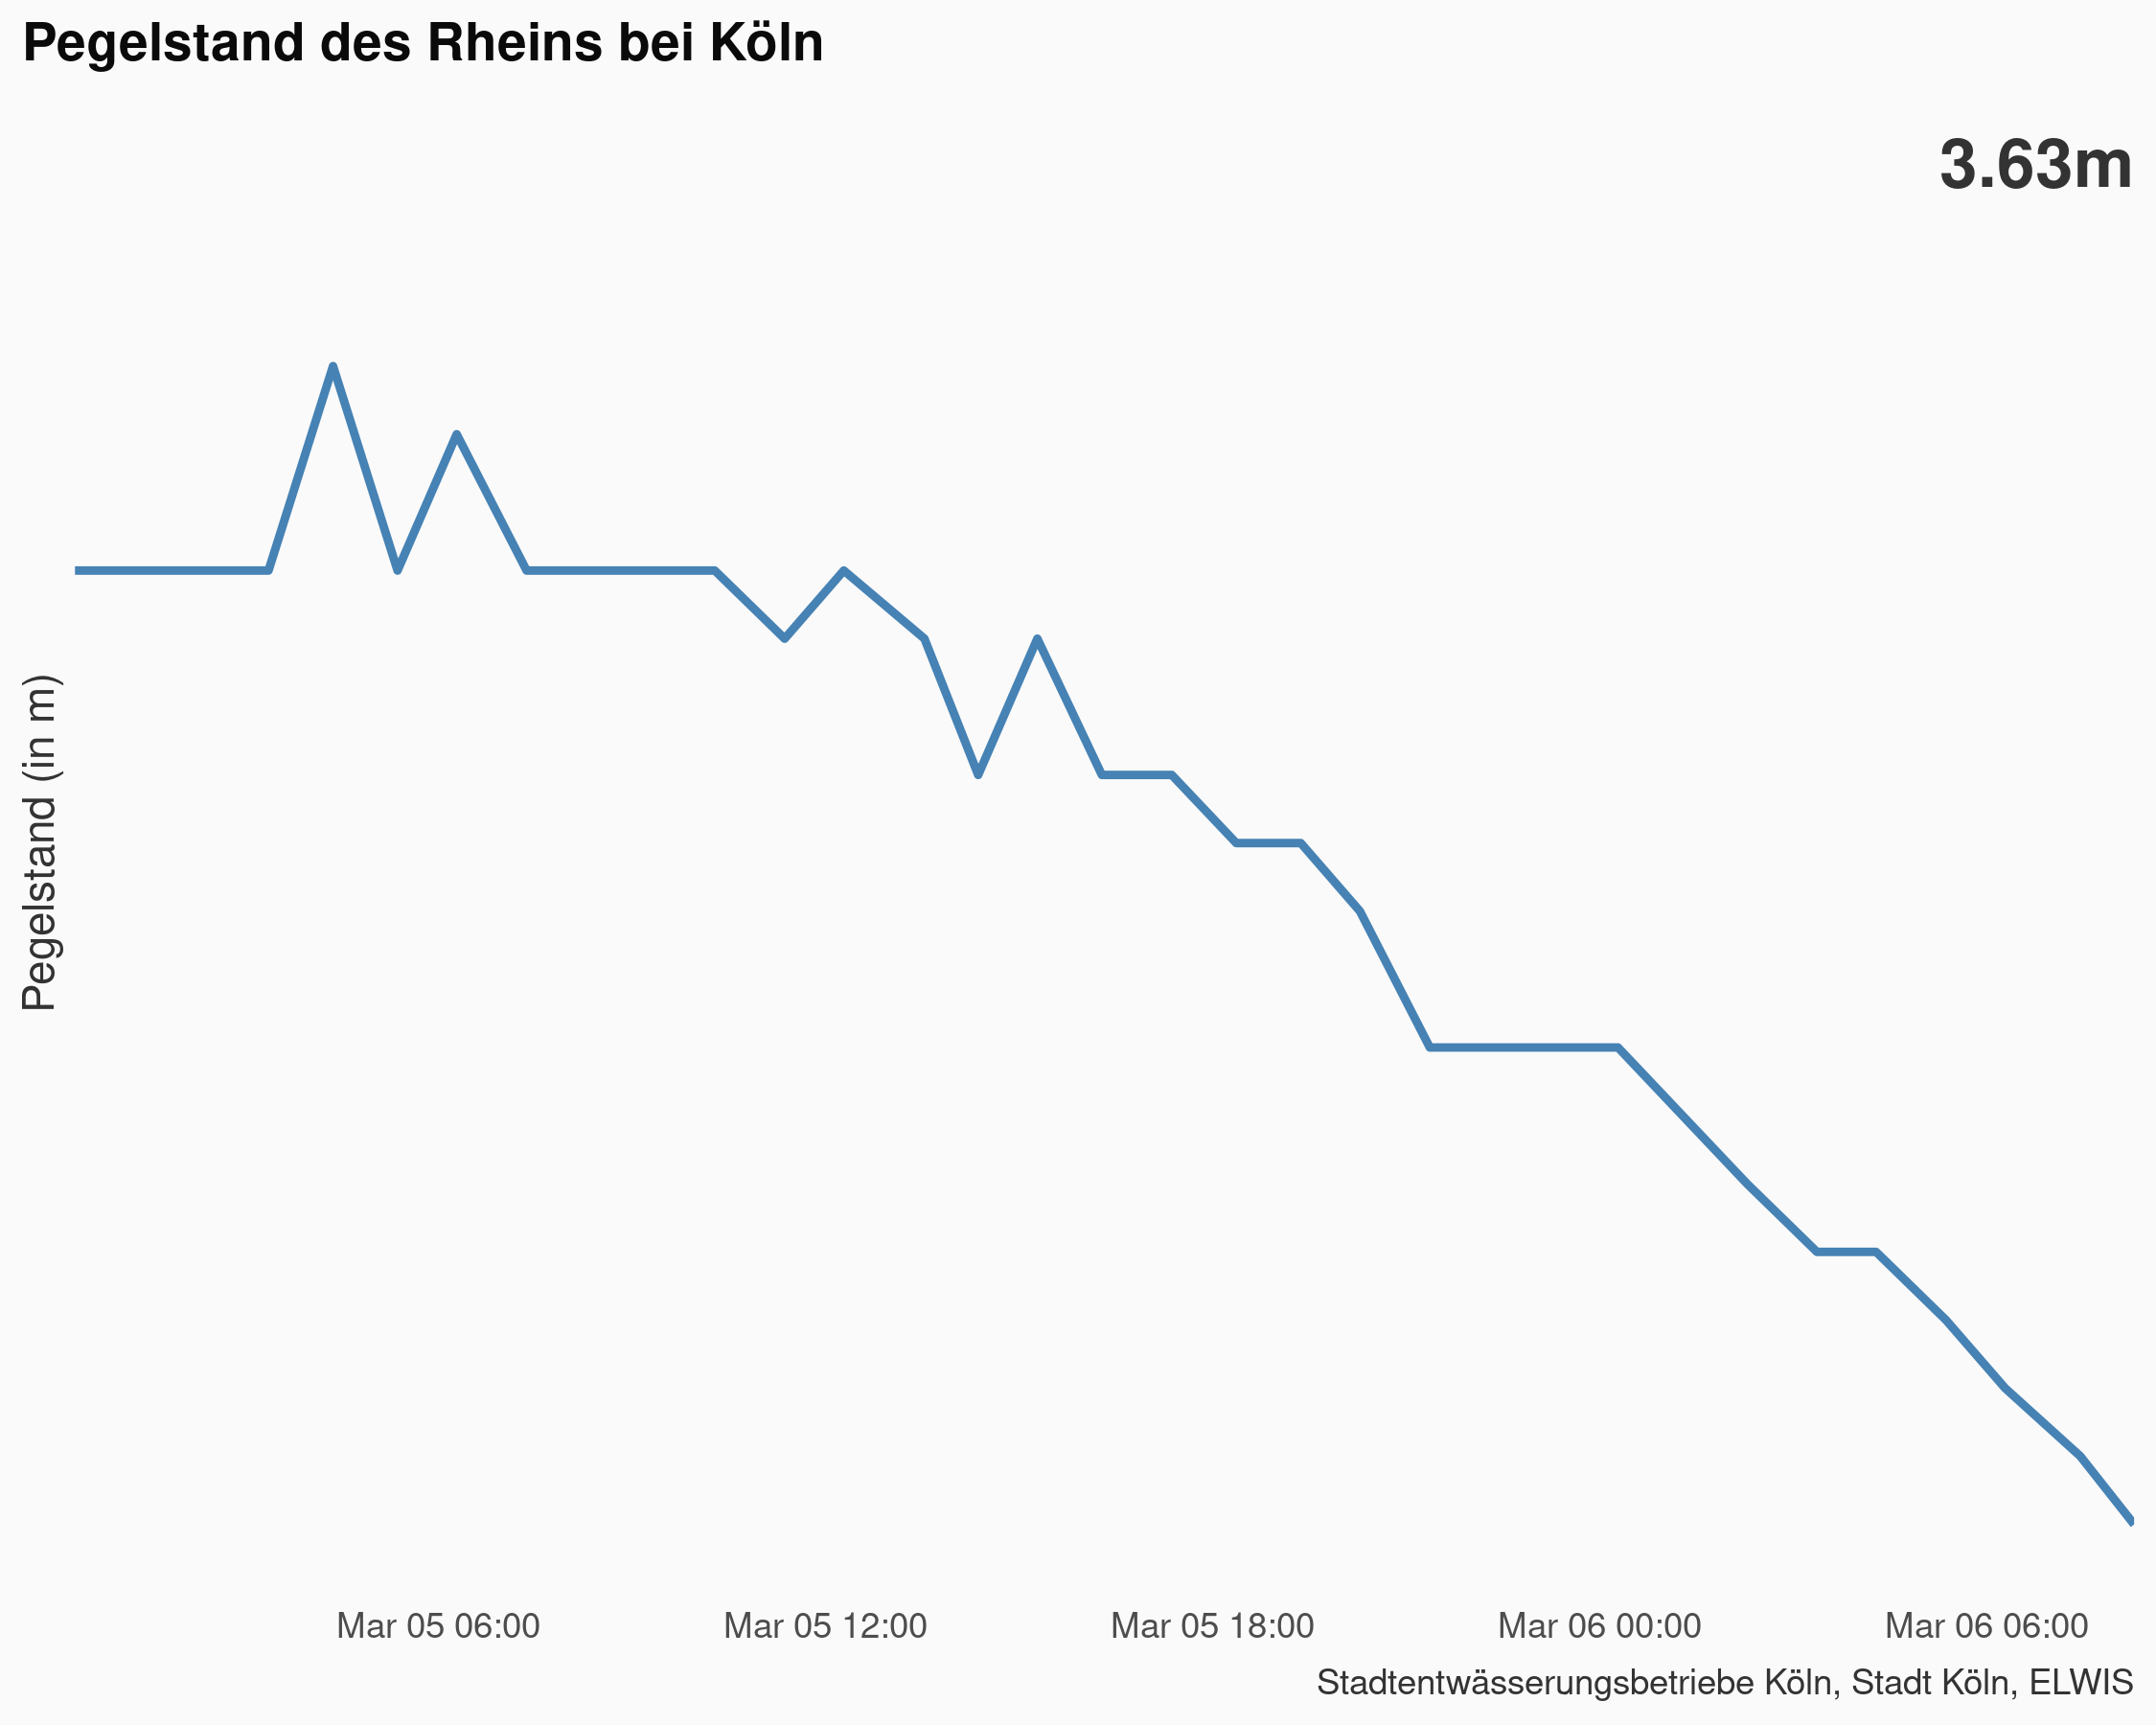 Pegelstand des Rheins bei Köln
3.63m
Pegelstand (in m)
Mar 05 06:00
Mar 05 12:00
Mar 05 18:00
Mar 06 00:00
Mar 06 06:00
Stadtentwässerungsbetriebe Köln, Stadt Köln, ELWIS